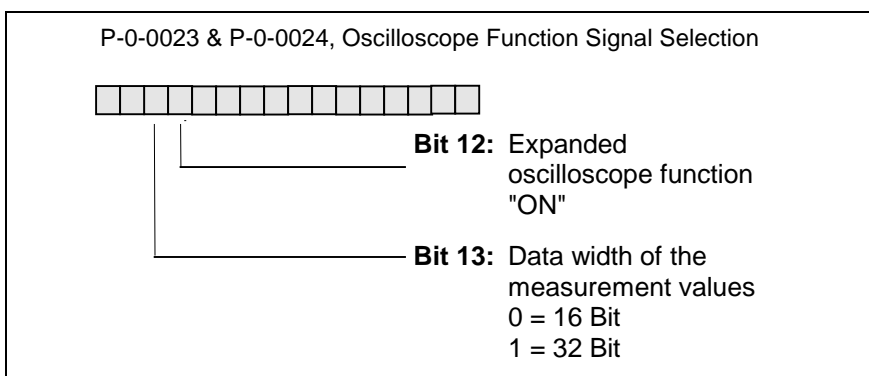 P-0-0023 & P-0-0024, Oscilloscope Function Signal Selection
Bit 12: Expanded
oscilloscope function
"ON"
Bit 13: Data width of the
measurement values
0 = 16 Bit
1 = 32 Bit